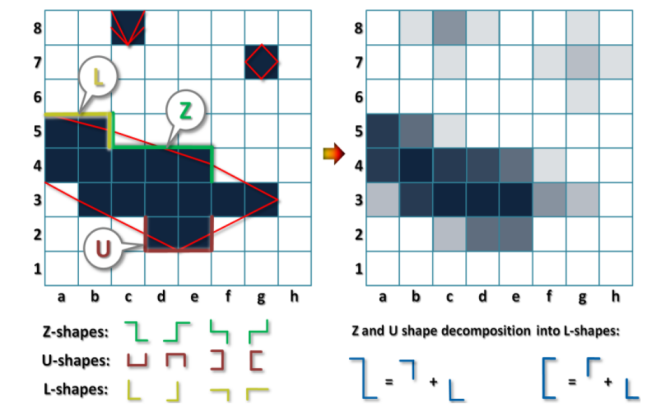 8
7
6
5
4
3
2
1
a b c d e f g h
L
Z
U
8
7
6
5
4
3
2
1
a b c d e f g h
Z-shapes:
U-shapes:
L-shapes:
Z and U shape decomposition into L-shapes:
= +
= +